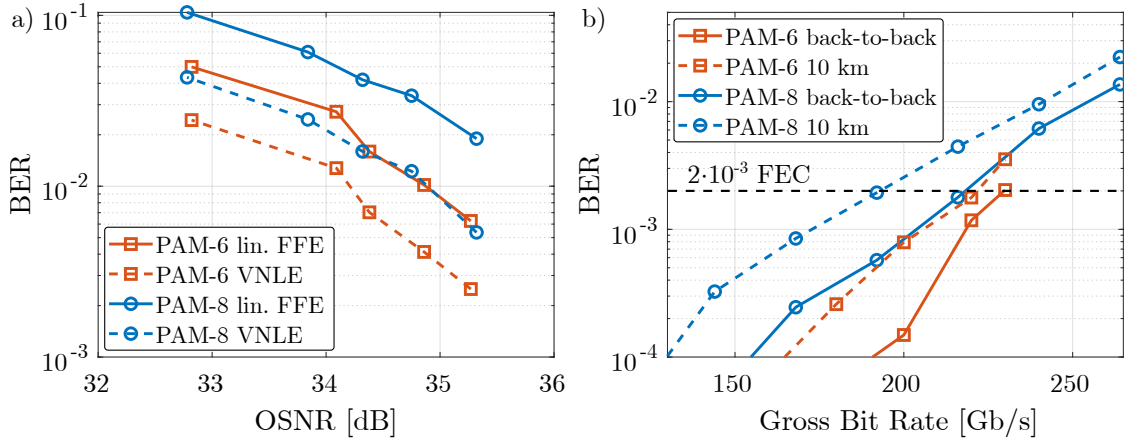 a)
10⁻¹
10⁻²
10⁻³
BER
PAM-6 lin. FFE
PAM-6 VNLE
PAM-8 lin. FFE
PAM-8 VNLE
32 33 34 35 36
OSNR [dB]
b)
10⁻²
10⁻³
10⁻⁴
BER
PAM-6 back-to-back
PAM-6 10 km
PAM-8 back-to-back
PAM-8 10 km
2·10⁻³ FEC
150 200 250
Gross Bit Rate [Gb/s]